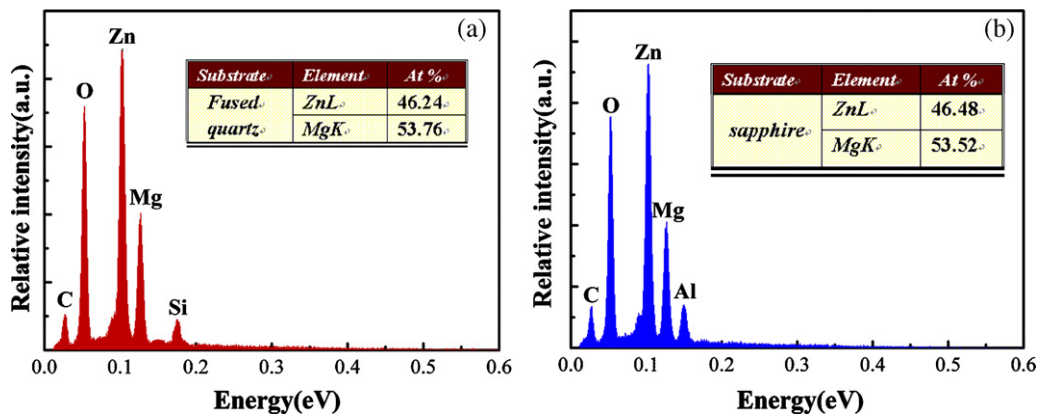 (a)
Relative intensity(a.u.)
Zn
O
Mg
C
Si
Substrate Element At %
Fused quartz ZnL 46.24
MgK 53.76
0.0 0.1 0.2 0.3 0.4 0.5 0.6
Energy(eV)
(b)
Relative intensity(a.u.)
Zn
O
Mg
C
Al
Substrate Element At %
sapphire ZnL 46.48
MgK 53.52
0.0 0.1 0.2 0.3 0.4 0.5 0.6
Energy(eV)